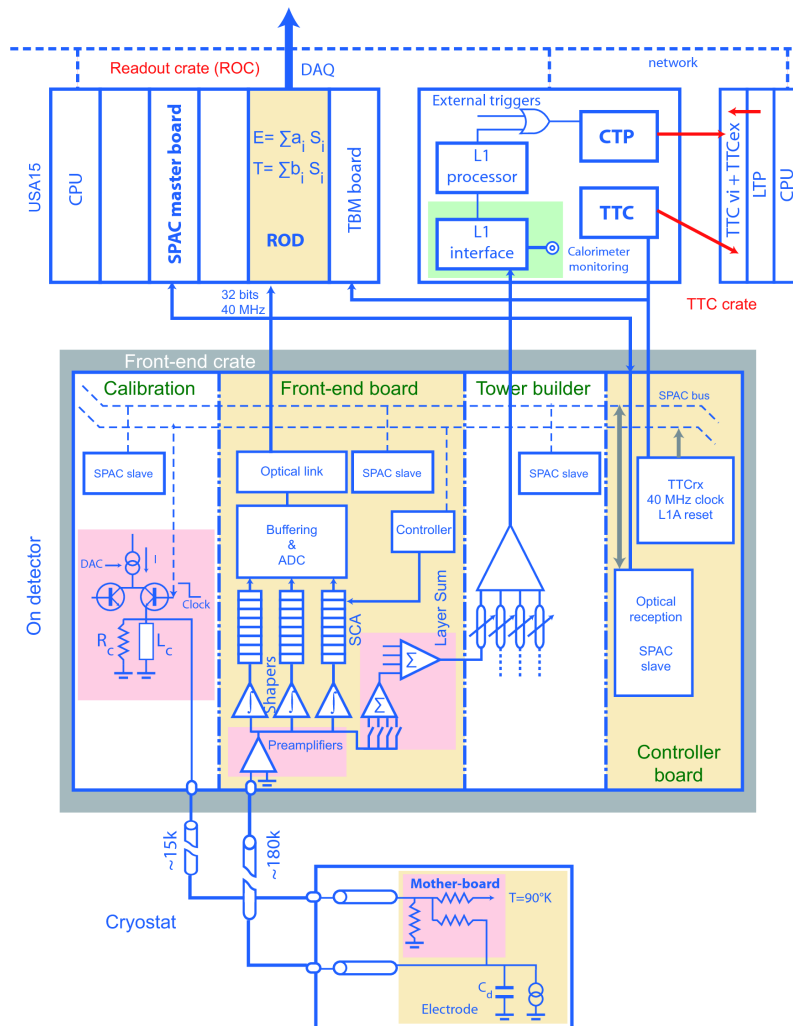 DAQ
network
Readout crate (ROC)
USA15
CPU
SPAC master board
E= ∑a_i S_i
T= ∑b_i S_i
ROD
TBM board
External triggers
L1
processor
CTP
L1
interface
TTC
Calorimeter
monitoring
TTC vi + TTCex
LTP
CPU
TTC crate
32 bits
40 MHz
Front-end crate
On detector
Calibration
Front-end board
Tower builder
SPAC bus
SPAC slave
Optical link
SPAC slave
SPAC slave
TTCrx
40 MHz clock
L1A reset
Buffering
&
ADC
Controller
DAC
I
Clock
R_c
L_c
SCA
Layer Sum
Shapers
∫
∫
∫
Σ
Σ
Preamplifiers
Optical
reception
SPAC
slave
Controller
board
~15k
~180k
Cryostat
Mother-board
T=90°K
C_d
Electrode